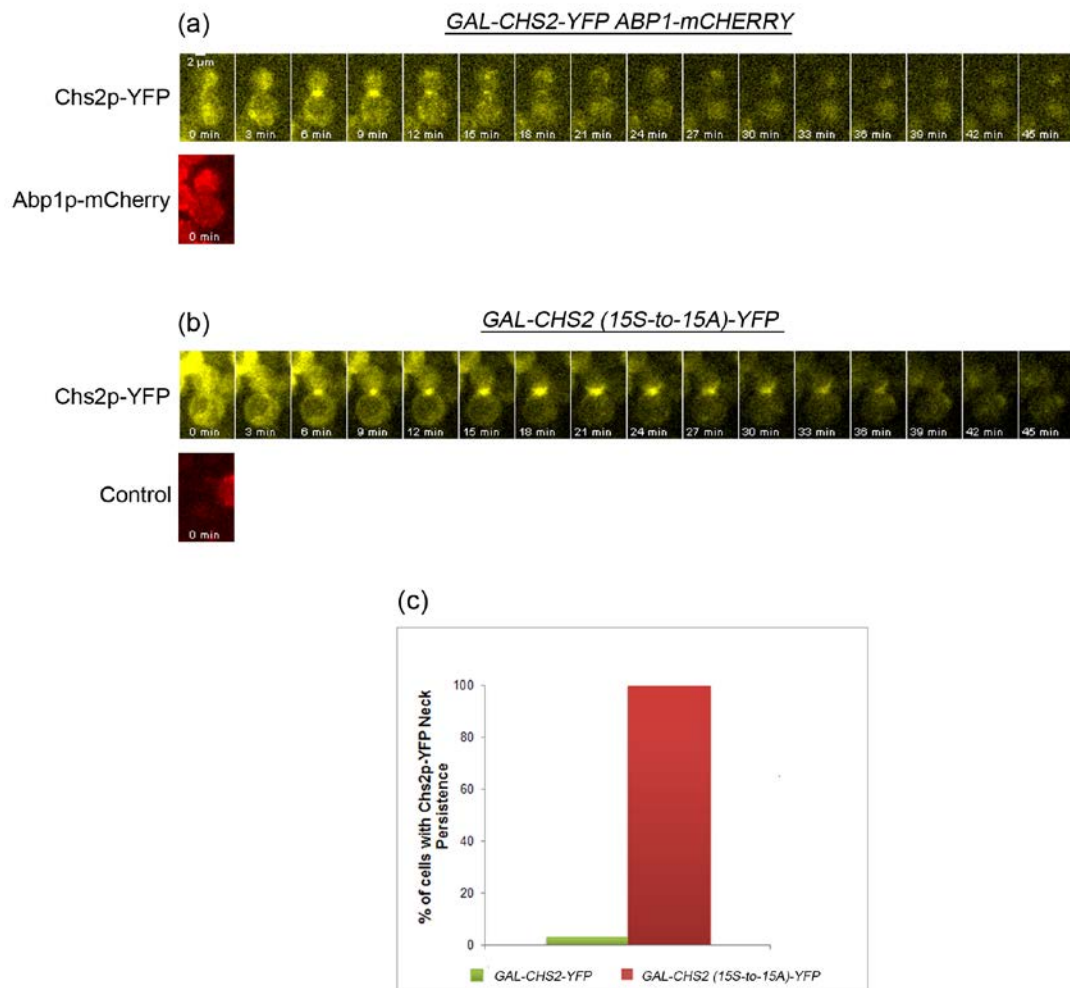 (a)
GAL-CHS2-YFP ABP1-mCHERRY
2 µm
Chs2p-YFP
0 min 3 min 6 min 9 min 12 min 15 min 18 min 21 min 24 min 27 min 30 min 33 min 36 min 39 min 42 min 45 min
Abp1p-mCherry
0 min
(b)
GAL-CHS2 (15S-to-15A)-YFP
Chs2p-YFP
0 min 3 min 6 min 9 min 12 min 15 min 18 min 21 min 24 min 27 min 30 min 33 min 36 min 39 min 42 min 45 min
Control
0 min
(c)
% of cells with Chs2p-YFP Neck
Persistence
100
80
60
40
20
0
GAL-CHS2-YFP GAL-CHS2 (15S-to-15A)-YFP